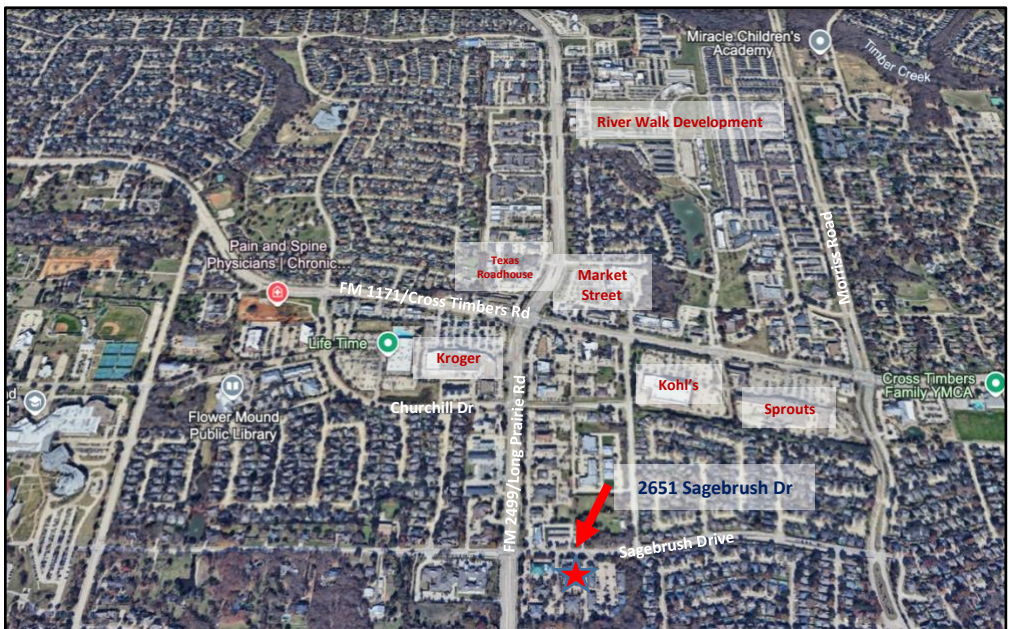 Miracle Children's
Academy
Timber Creek
River Walk Development
Morriss Road
Pain and Spine
Physicians | Chronic...
Texas
Roadhouse
Market
Street
FM 1171/Cross Timbers Rd
Life Time
Kroger
Kohl's
Cross Timbers
Family YMCA
Sprouts
Churchill Dr
Flower Mound
Public Library
d
FM 2499/Long Prairie Rd
2651 Sagebrush Dr
Sagebrush Drive